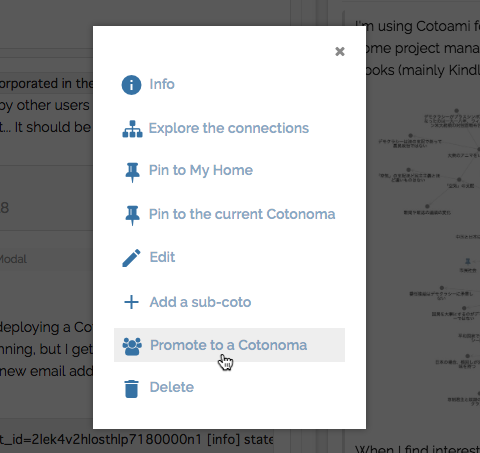 I'm using Cotoami fo
ome project mana
ooks (mainly Kindl
orporated in the
by other users
t... It should be
8
Modal
deploying a Co
nning, but I get
new email add
t_id=2lek4v2hlosthlp7180000n1 [info] state
When I find interest
Info
Explore the connections
Pin to My Home
Pin to the current Cotonoma
Edit
Add a sub-coto
Promote to a Cotonoma
Delete